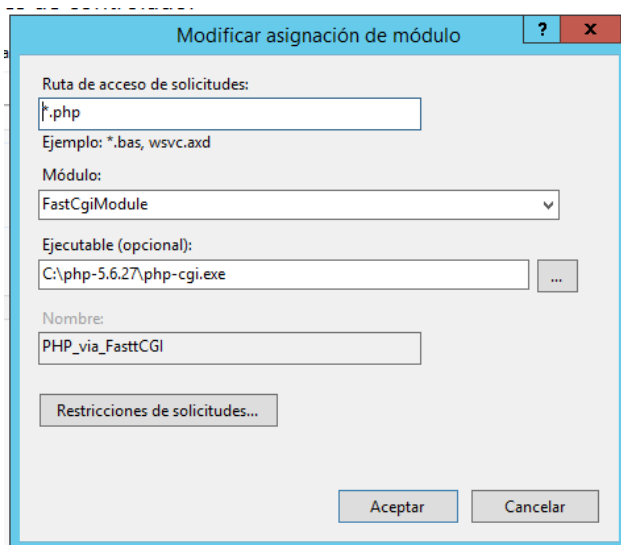 Modificar asignación de módulo
?
x
Ruta de acceso de solicitudes:
*.php
Ejemplo: *.bas, wsvc.axd
Módulo:
FastCgiModule
Ejecutable (opcional):
C:\php-5.6.27\php-cgi.exe
...
Nombre:
PHP_via_FasttCGI
Restricciones de solicitudes...
Aceptar
Cancelar